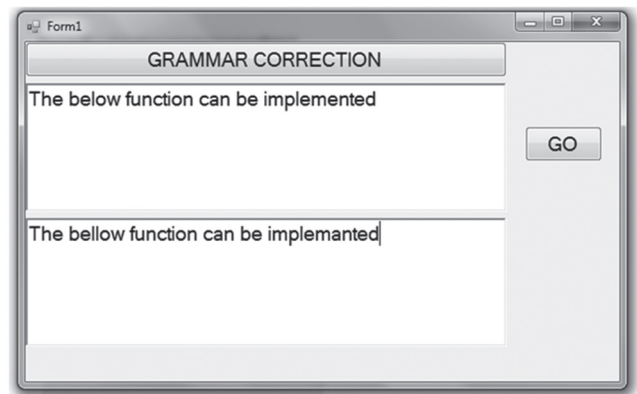 Form1
GRAMMAR CORRECTION
The below function can be implemented
GO
The bellow function can be implemanted